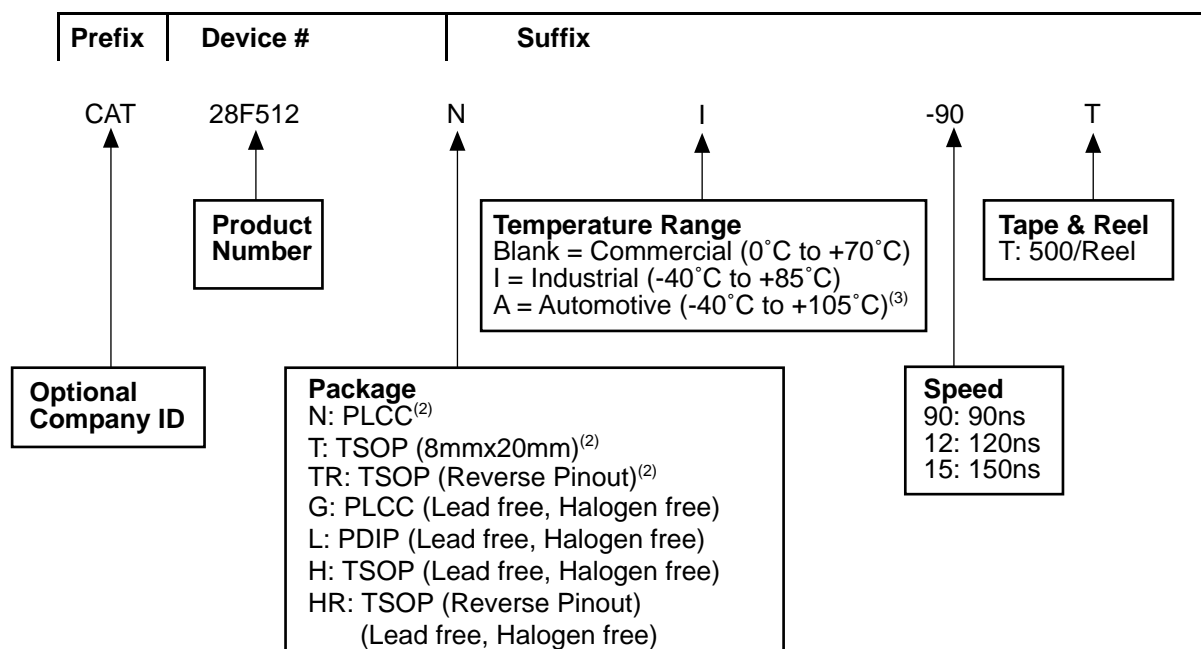 Prefix Device # Suffix
CAT 28F512 N I -90 T
Product
Number
Temperature Range
Blank = Commercial (0˚C to +70˚C)
I = Industrial (-40˚C to +85˚C)
A = Automotive (-40˚C to +105˚C)(3)
Tape & Reel
T: 500/Reel
Optional
Company ID
Package
N: PLCC(2)
T: TSOP (8mmx20mm)(2)
TR: TSOP (Reverse Pinout)(2)
G: PLCC (Lead free, Halogen free)
L: PDIP (Lead free, Halogen free)
H: TSOP (Lead free, Halogen free)
HR: TSOP (Reverse Pinout)
(Lead free, Halogen free)
Speed
90: 90ns
12: 120ns
15: 150ns